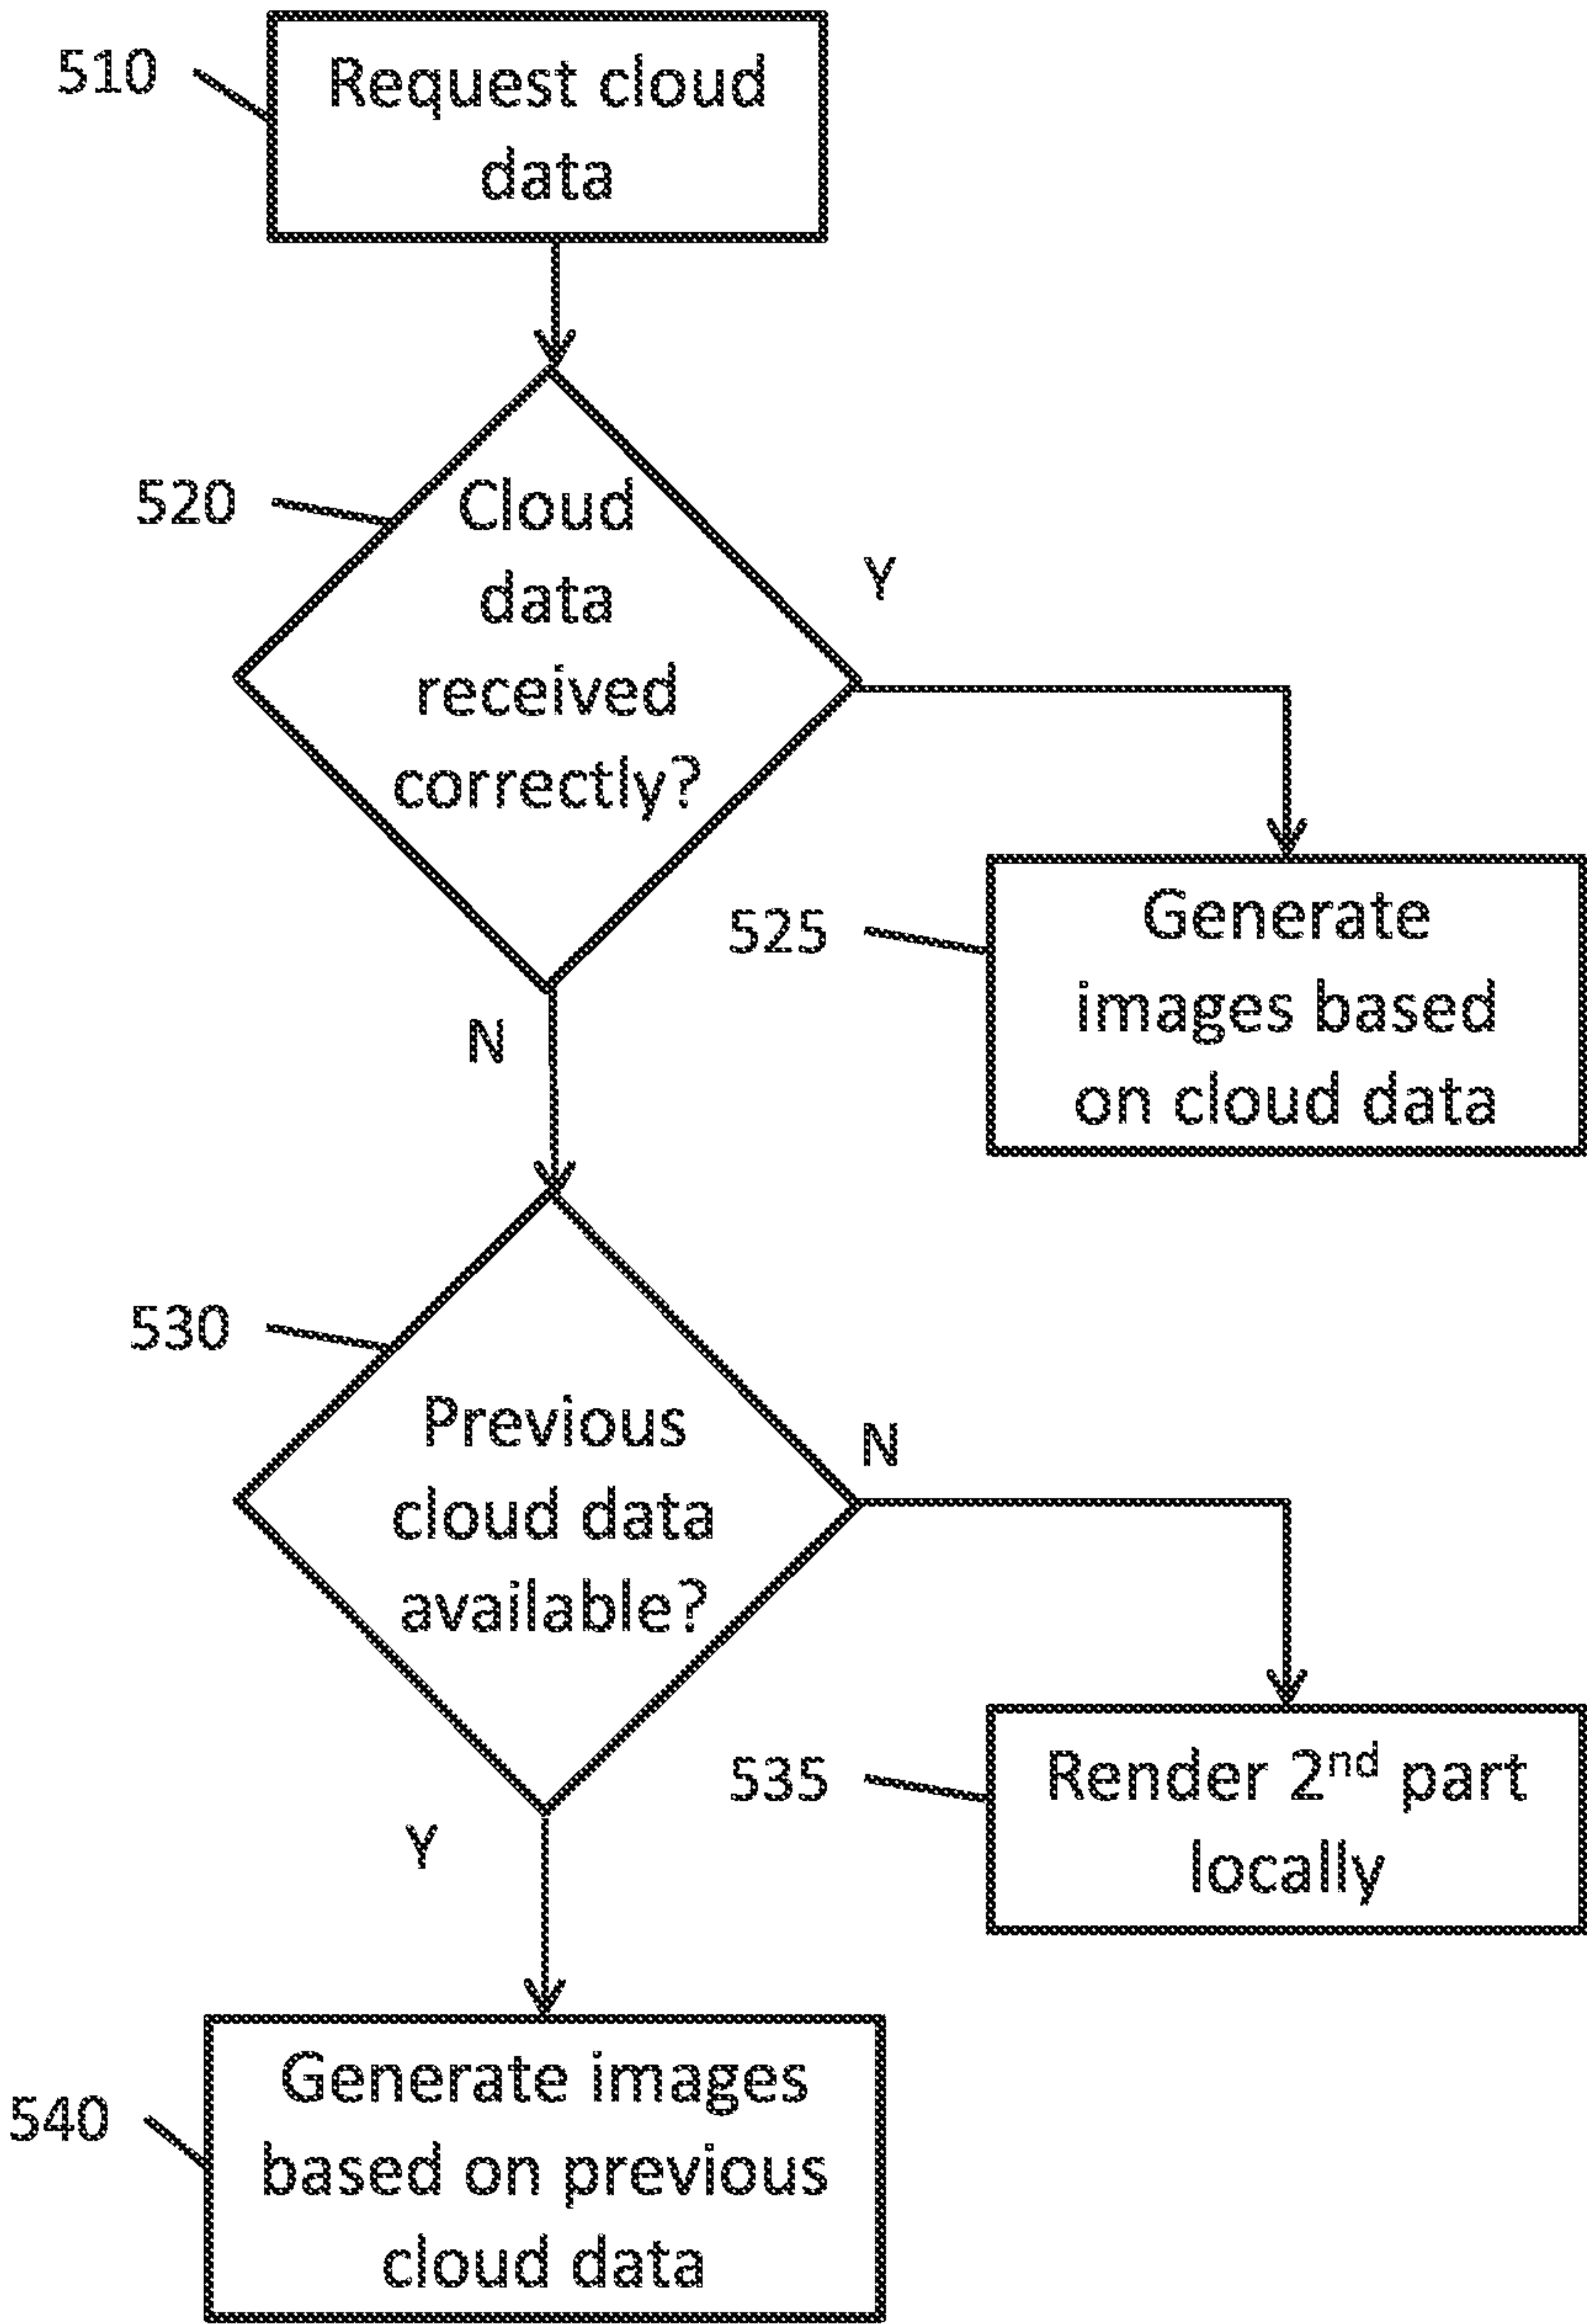 510
Request cloud
data
520
Cloud
data
received
correctly?
Y
525
Generate
images based
on cloud data
N
530
Previous
cloud data
available?
N
535
Render 2nd part
locally
Y
540
Generate images
based on previous
cloud data